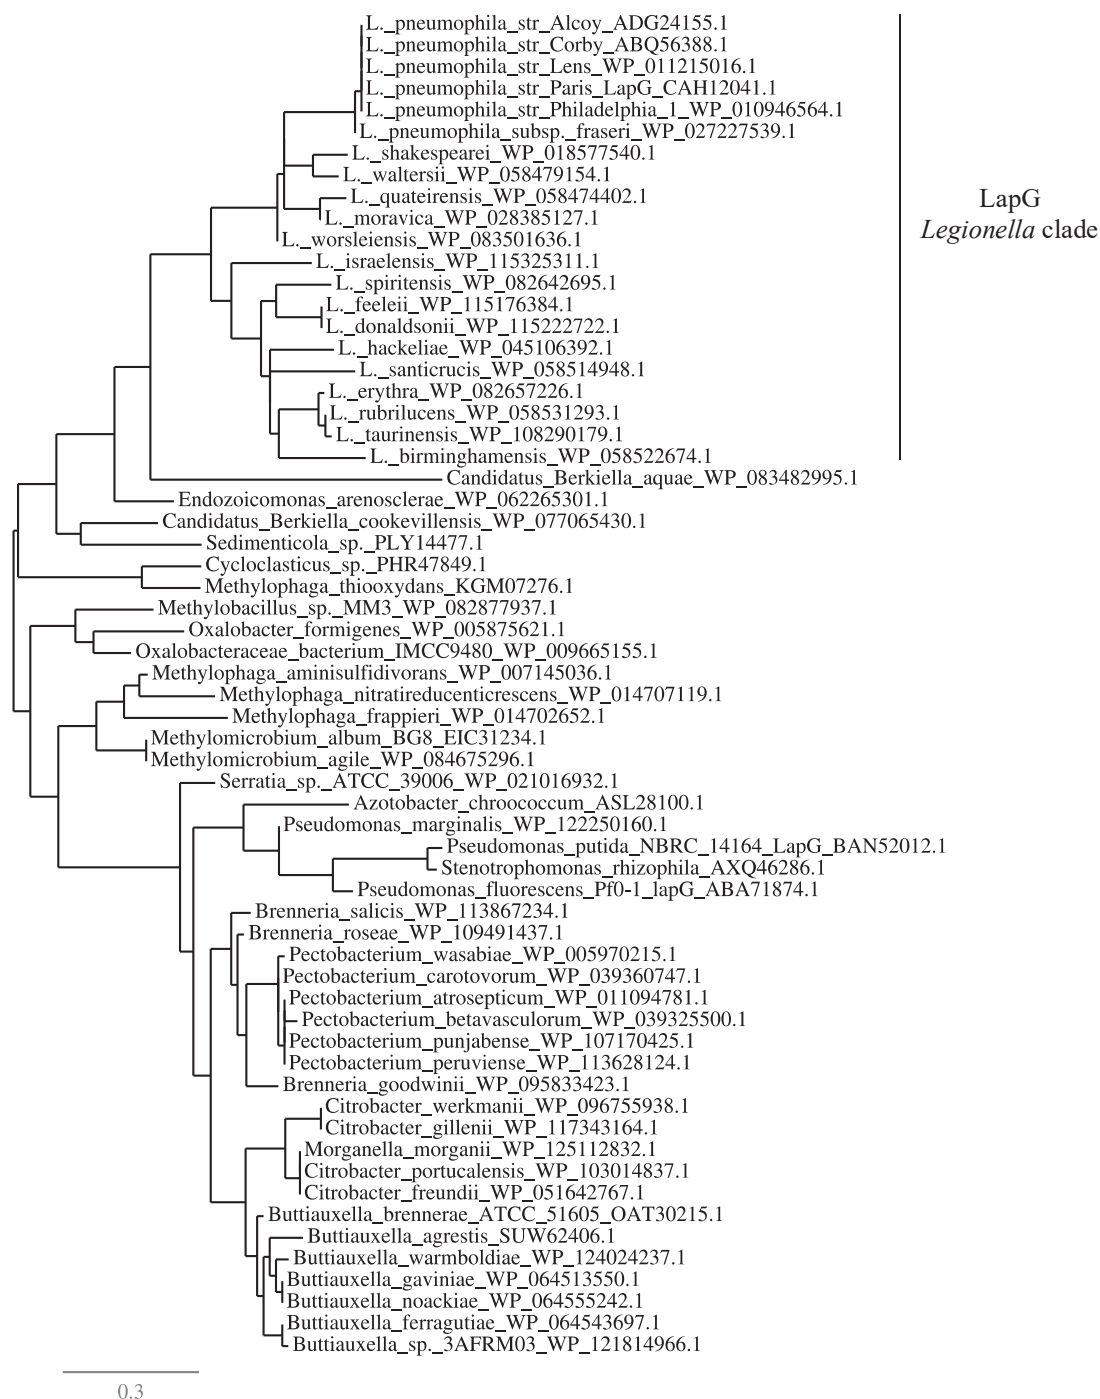 L._pneumophila_str_Alcoy_ADG24155.1
L._pneumophila_str_Corby_ABQ56388.1
L._pneumophila_str_Lens_WP_011215016.1
L._pneumophila_str_Paris_LapG_CAH12041.1
L._pneumophila_str_Philadelphia_1_WP_010946564.1
L._pneumophila_subsp._fraseri_WP_027227539.1
L._shakespearei_WP_018577540.1
L._waltersii_WP_058479154.1
L._quateirensis_WP_058474402.1
L._moravica_WP_028385127.1
L._worsleiensis_WP_083501636.1
L._israelensis_WP_115325311.1
L._spiritensis_WP_082642695.1
L._feeleii_WP_115176384.1
L._donaldsonii_WP_115222722.1
L._hackeliae_WP_045106392.1
L._santicrucis_WP_058514948.1
L._erythra_WP_082657226.1
L._rubrilucens_WP_058531293.1
L._taurinensis_WP_108290179.1
L._birminghamensis_WP_058522674.1
LapG
Legionella clade
Candidatus_Berkiella_aquae_WP_083482995.1
Endozoicomonas_arenosclerae_WP_062265301.1
Candidatus_Berkiella_cookevillensis_WP_077065430.1
Sedimenticola_sp._PLY14477.1
Cycloclasticus_sp._PHR47849.1
Methylophaga_thiooxydans_KGM07276.1
Methylobacillus_sp._MM3_WP_082877937.1
Oxalobacter_formigenes_WP_005875621.1
Oxalobacteraceae_bacterium_IMCC9480_WP_009665155.1
Methylophaga_aminisulfidivorans_WP_007145036.1
Methylophaga_nitratireducenticrescens_WP_014707119.1
Methylophaga_frappieri_WP_014702652.1
Methylomicrobium_album_BG8_EIC31234.1
Methylomicrobium_agile_WP_084675296.1
Serratia_sp._ATCC_39006_WP_021016932.1
Azotobacter_chroococcum_ASL28100.1
Pseudomonas_marginalis_WP_122250160.1
Pseudomonas_putida_NBRC_14164_LapG_BAN52012.1
Stenotrophomonas_rhizophila_AXQ46286.1
Pseudomonas_fluorescens_Pf0-1_lapG_ABA71874.1
Brenneria_salicis_WP_113867234.1
Brenneria_roseae_WP_109491437.1
Pectobacterium_wasabiae_WP_005970215.1
Pectobacterium_carotovorum_WP_039360747.1
Pectobacterium_atrosepticum_WP_011094781.1
Pectobacterium_betavasculorum_WP_039325500.1
Pectobacterium_punjabense_WP_107170425.1
Pectobacterium_peruviense_WP_113628124.1
Brenneria_goodwinii_WP_095833423.1
Citrobacter_werkmanii_WP_096755938.1
Citrobacter_gillenii_WP_117343164.1
Morganella_morganii_WP_125112832.1
Citrobacter_portucalensis_WP_103014837.1
Citrobacter_freundii_WP_051642767.1
Buttiauxella_brennerae_ATCC_51605_OAT30215.1
Buttiauxella_agrestis_SUW62406.1
Buttiauxella_warmboldiae_WP_124024237.1
Buttiauxella_gaviniae_WP_064513550.1
Buttiauxella_noackiae_WP_064555242.1
Buttiauxella_ferragutiae_WP_064543697.1
Buttiauxella_sp._3AFRM03_WP_121814966.1
0.3